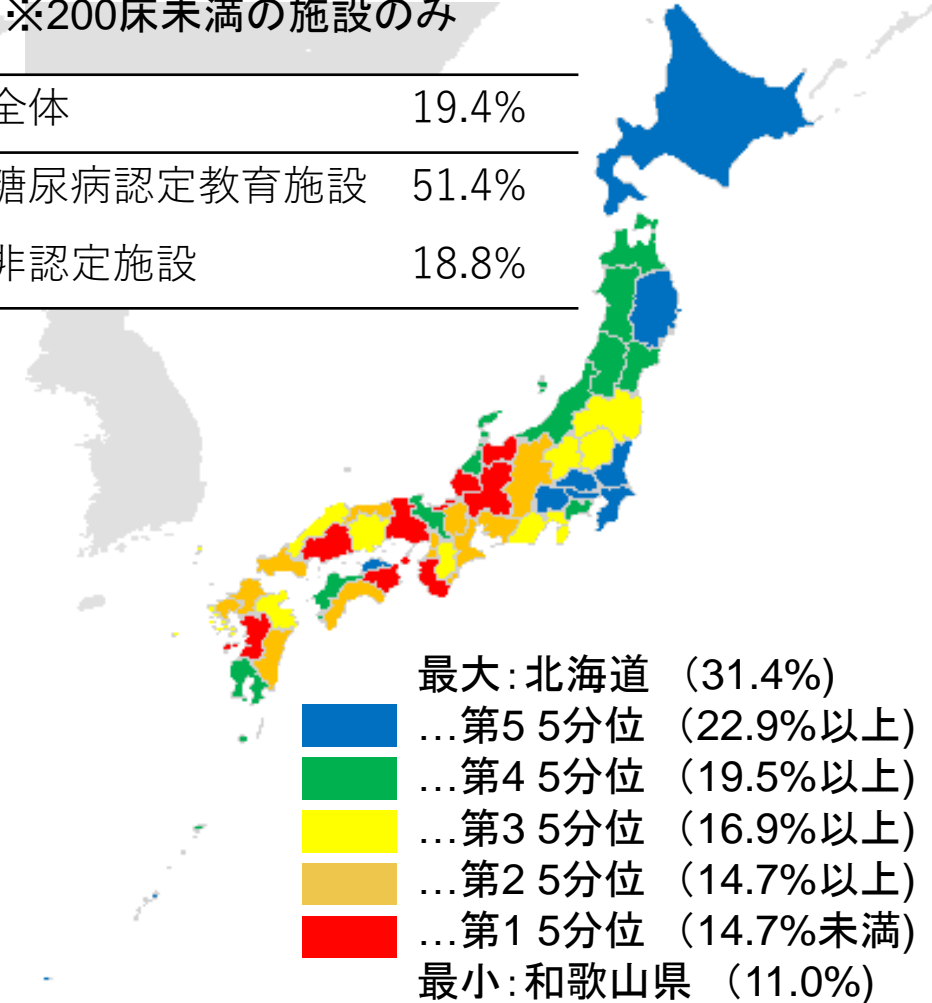 ※200床未満の施設のみ
全体 19.4%
糖尿病認定教育施設 51.4%
非認定施設 18.8%
最大：北海道 （31.4%)
…第5 5分位 （22.9%以上)
…第4 5分位 （19.5%以上)
…第3 5分位 （16.9%以上)
…第2 5分位 （14.7%以上)
…第1 5分位 （14.7%未満)
最小：和歌山県 （11.0%)